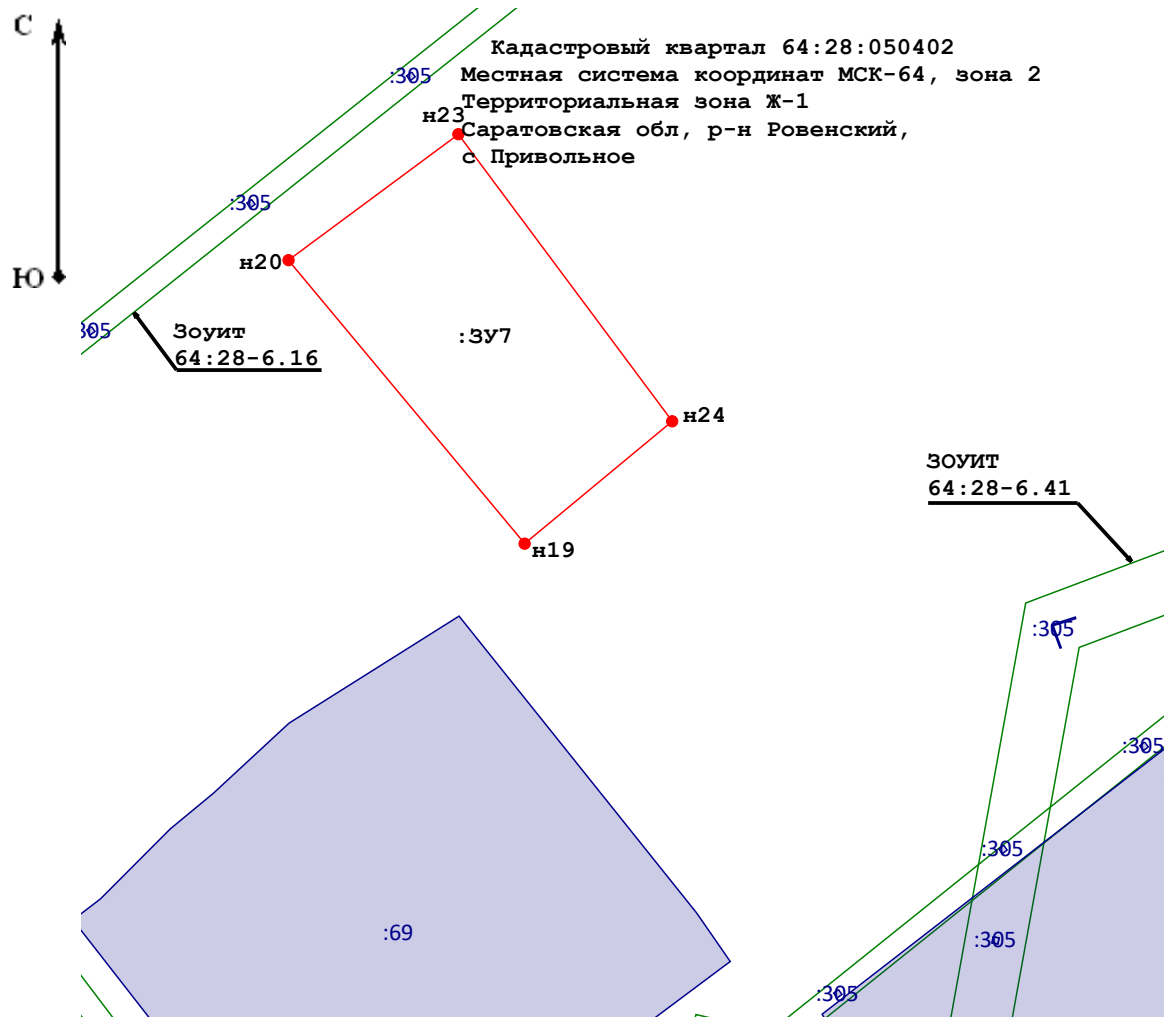 С
Кадастровый квартал 64:28:050402
:305
Местная система координат МСК-64, зона 2
Территориальная зона Ж-1
н23
Саратовская обл, р-н Ровенский,
с Привольное
:305
н20
Ю
:305
Зоуит
64:28-6.16
:ЗУ7
н24
ЗОУИТ
64:28-6.41
н19
:305
:305
:305
:69
:305
:305